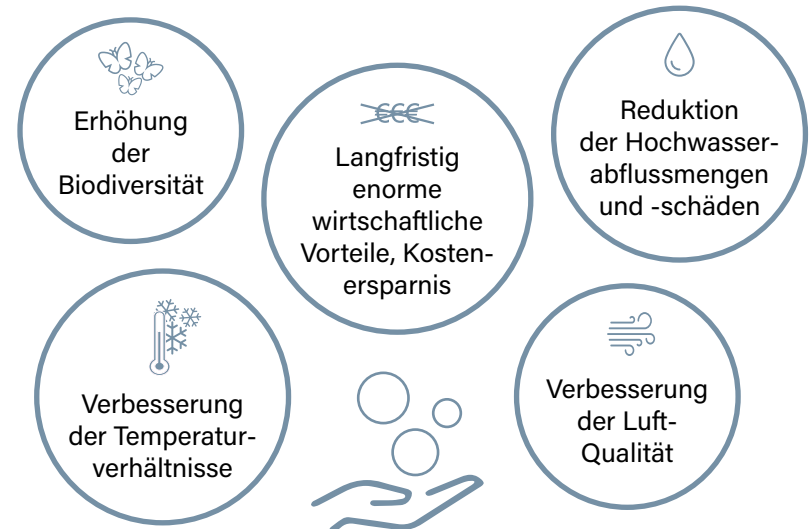 Erhöhung
der
Biodiversität
€€€
Langfristig
enorme
wirtschaftliche
Vorteile, Kosten-
ersparnis
Reduktion
der Hochwasser-
abflussmengen
und -schäden
Verbesserung
der Temperatur-
verhältnisse
Verbesserung
der Luft-
Qualität